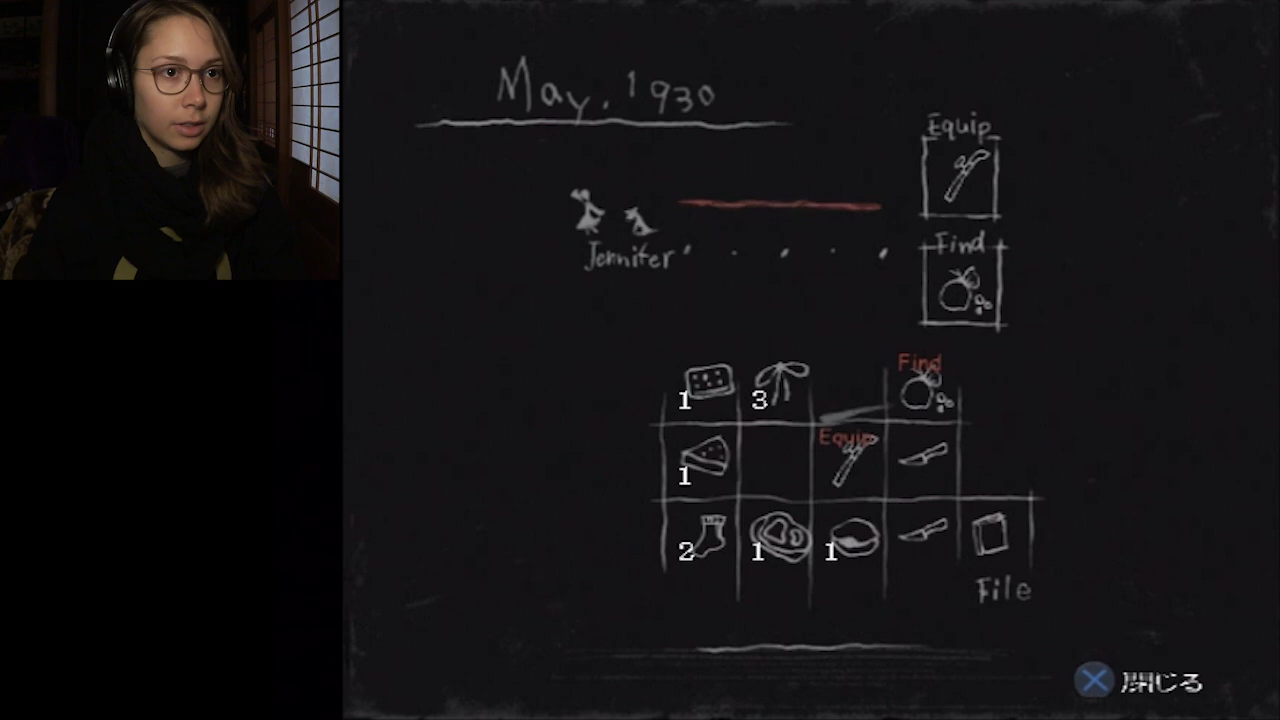 May. 1930
Equip
Find
Jennifer
Find
1
3
Equip
1
2
1
1
File
閉じる